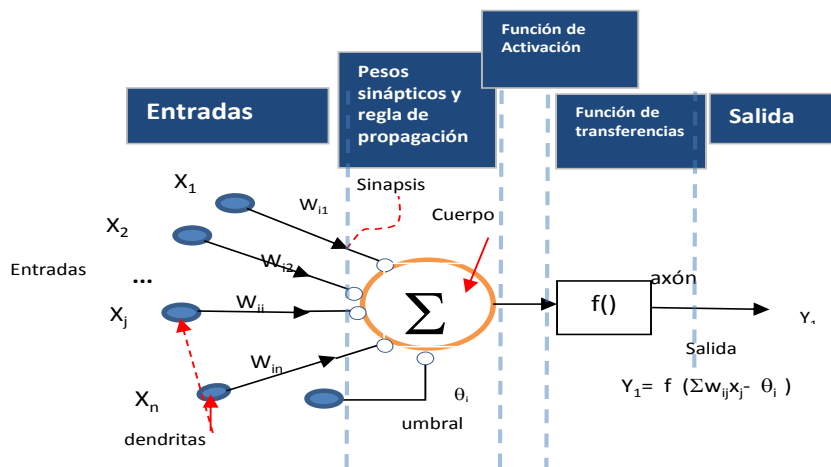 Función de
Activación
Pesos
sinápticos y
regla de
propagación
Entradas
Función de
transferencias
Salida
X1
Wi1
Sinapsis
X2
Wi2
Cuerpo
Entradas
...
Xj
Wij
Σ
f()
axón
Y1
Salida
Xn
Win
θi
umbral
Y1= f (Σwijxj- θi )
dendritas